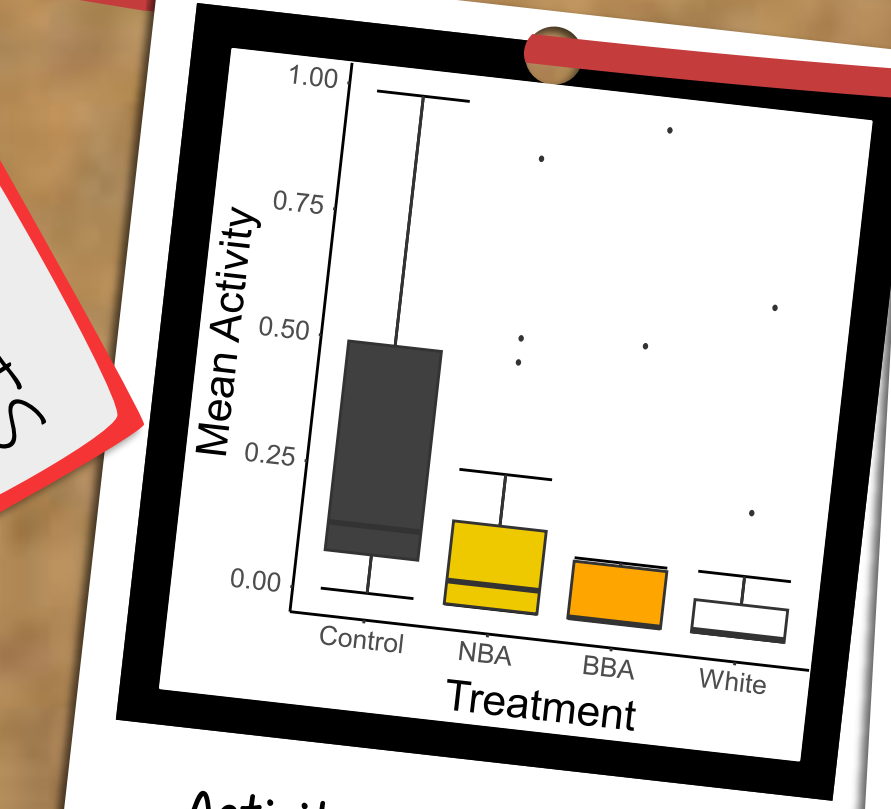 1.00
0.75
0.50
0.25
0.00
Mean Activity
Control
NBA
BBA
White
Treatment